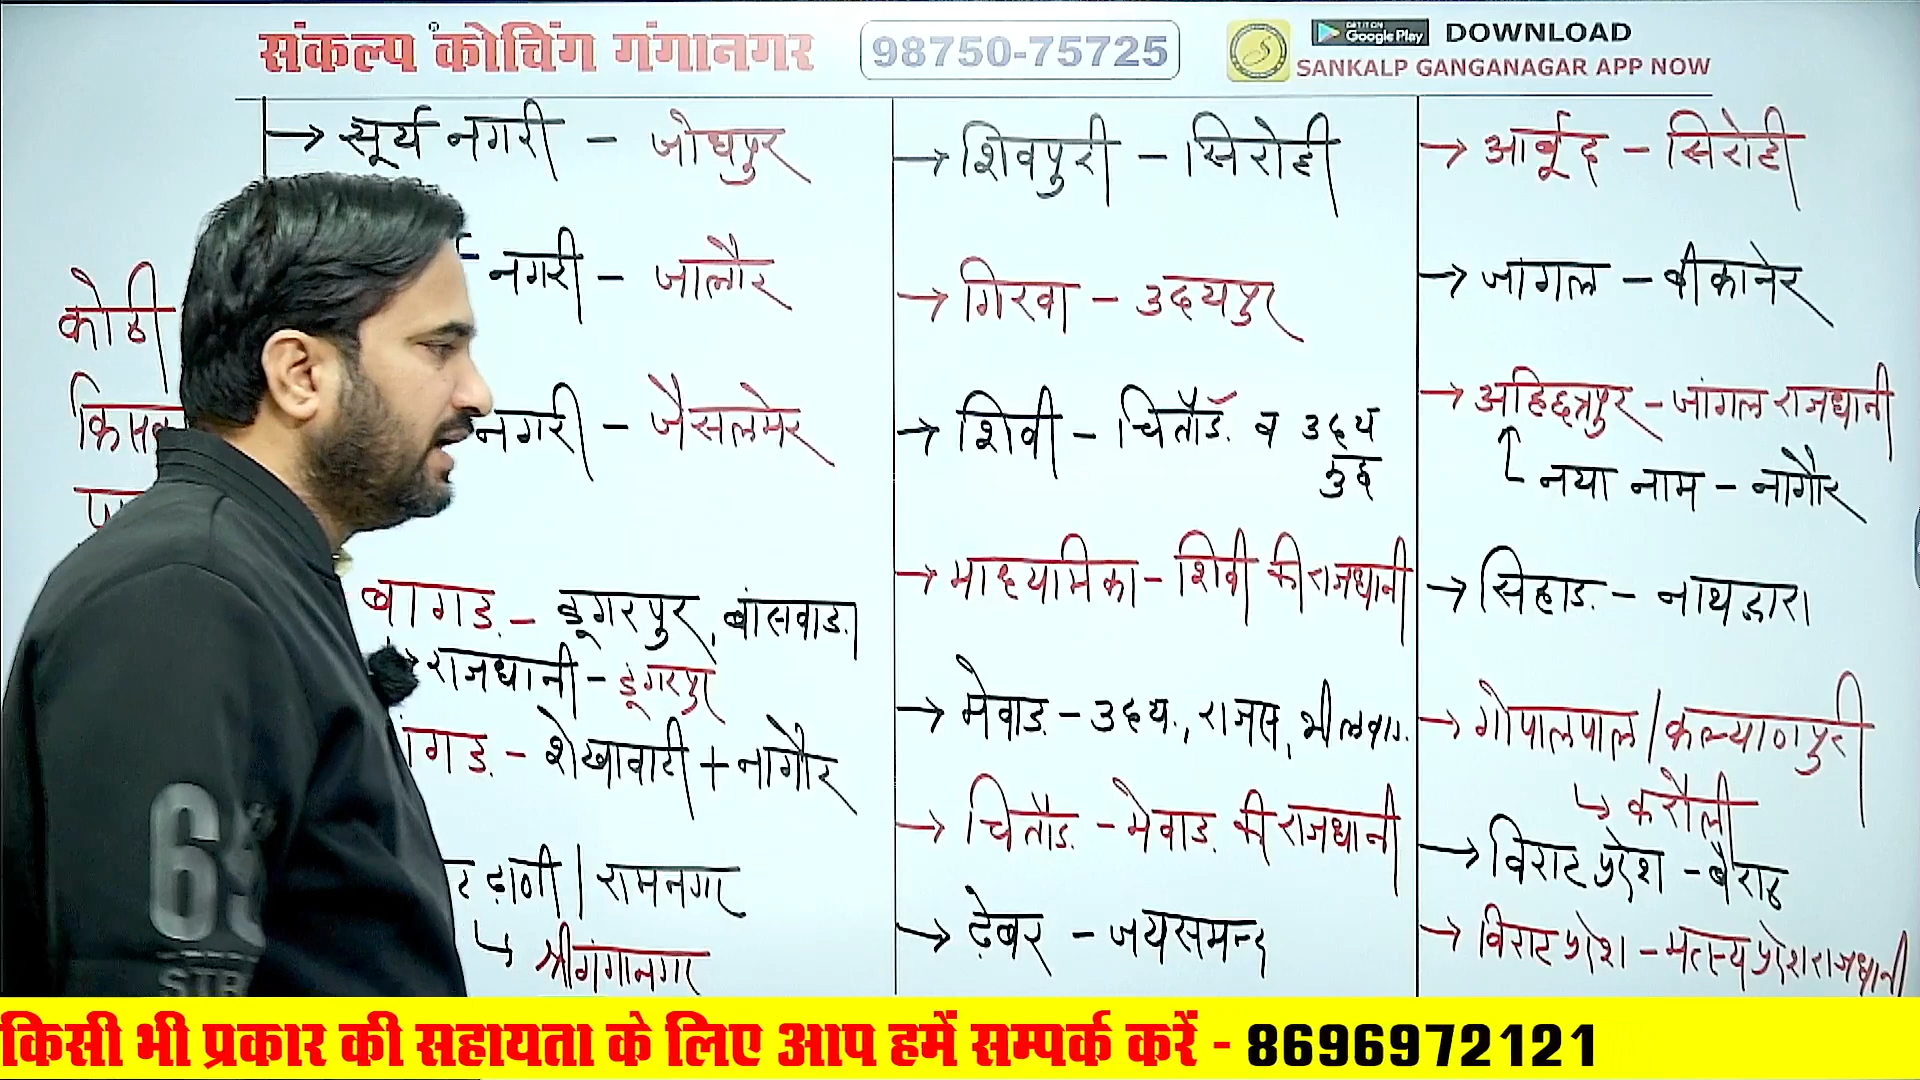 संकल्प कोचिंग गंगानगर
98750-75725
GET IT ON
Google Play
DOWNLOAD
SANKALP GANGANAGAR APP NOW
→ सूर्य नगरी - जोधपुर
नगरी - जालौर
नगरी - जैसलमेर
कोठी
बागड. - डूगरपुर, बांसवाड.
राजधानी - डूंगरपुर
ांगड. - शेखावाटी + नागौर
ढ़ाणी / रामनगर
↳ श्रीगंगानगर
→ शिवपुरी - सिरोही
→ गिरवा - उदयपुर
→ शिवी - चितौर्ड. व उदय
→ माध्यामिका - शिवी की राजधानी
→ मेवाड. - उदय., राजस, भीलवा.
→ चितौड. - मेवाड. की राजधानी
→ ढ़ेबर - जयसमन्द
→ आर्बूद - सिरोही
→ जांगल - बीकानेर
→ अहिछत्रपुर - जांगल राजधानी
नया नाम - नागौर
→ सिहाड. - नाथद्वारा
→ गोपालपाल / कल्याणपुरी
↳ करौली
→ विराट प्रदेश - बैराठ
→ विराट प्रदेश - मत्स्य प्रदेश राजधानी
किसी भी प्रकार की सहायता के लिए आप हमें सम्पर्क करें - 8696972121